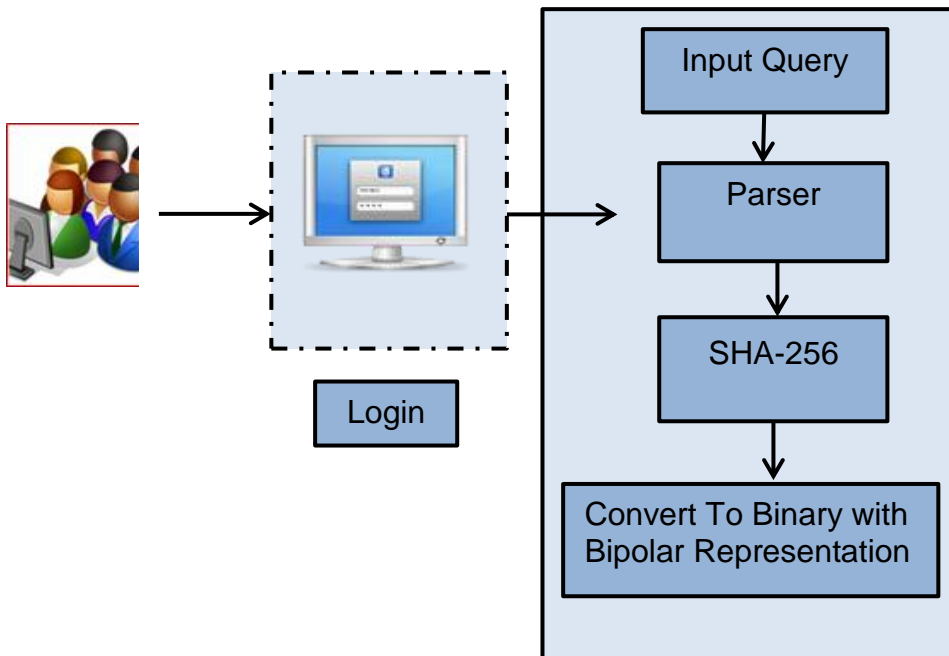 Input Query
Parser
SHA-256
Login
Convert To Binary with
Bipolar Representation